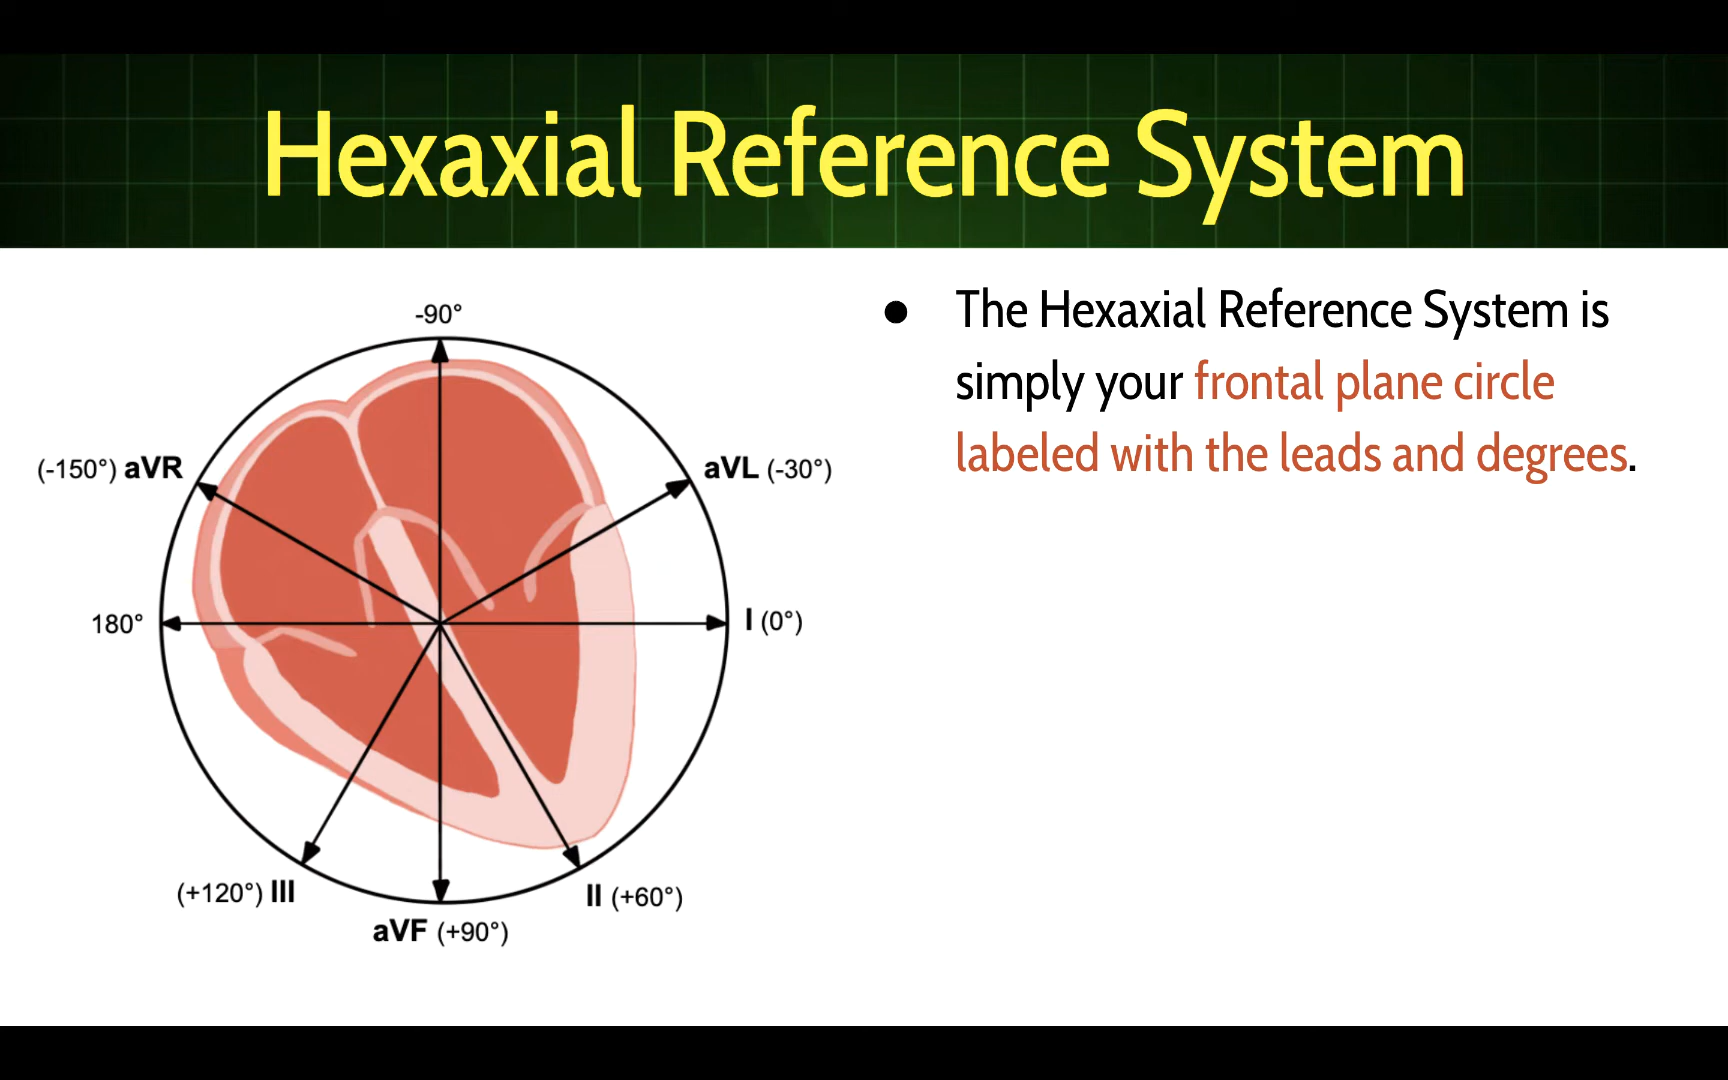 Hexaxial Reference System
-90°
(-150°) aVR
aVL (-30°)
180°
I (0°)
(+120°) III
II (+60°)
aVF (+90°)
● The Hexaxial Reference System is
simply your frontal plane circle
labeled with the leads and degrees.